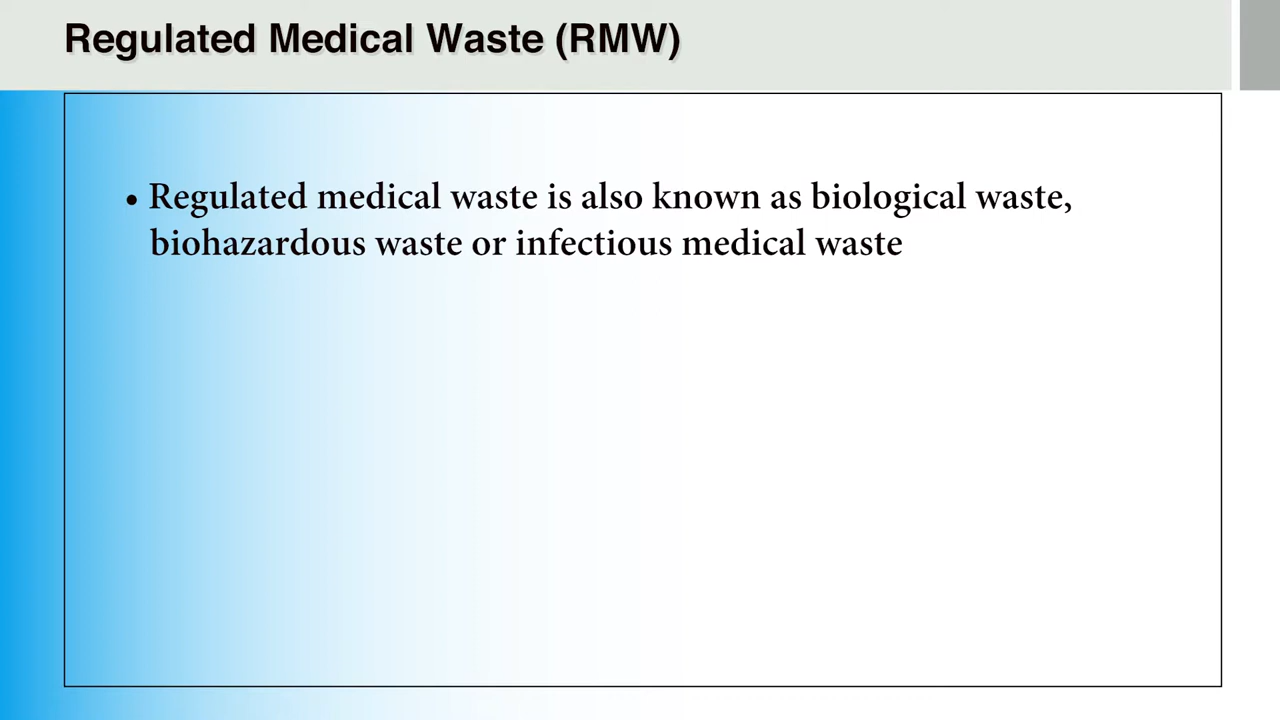 Regulated Medical Waste (RMW)
• Regulated medical waste is also known as biological waste,
biohazardous waste or infectious medical waste